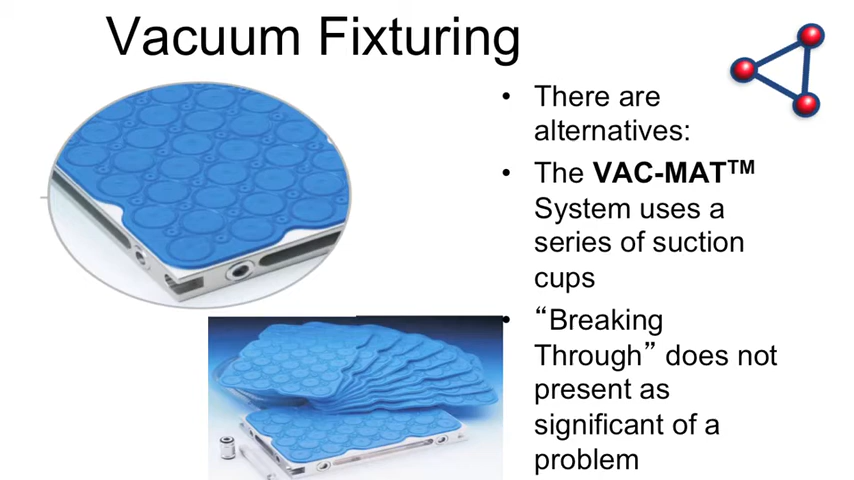 Vacuum Fixturing
• There are
alternatives:
• The VAC-MAT™
System uses a
series of suction
cups
• “Breaking
Through” does not
present as
significant of a
problem